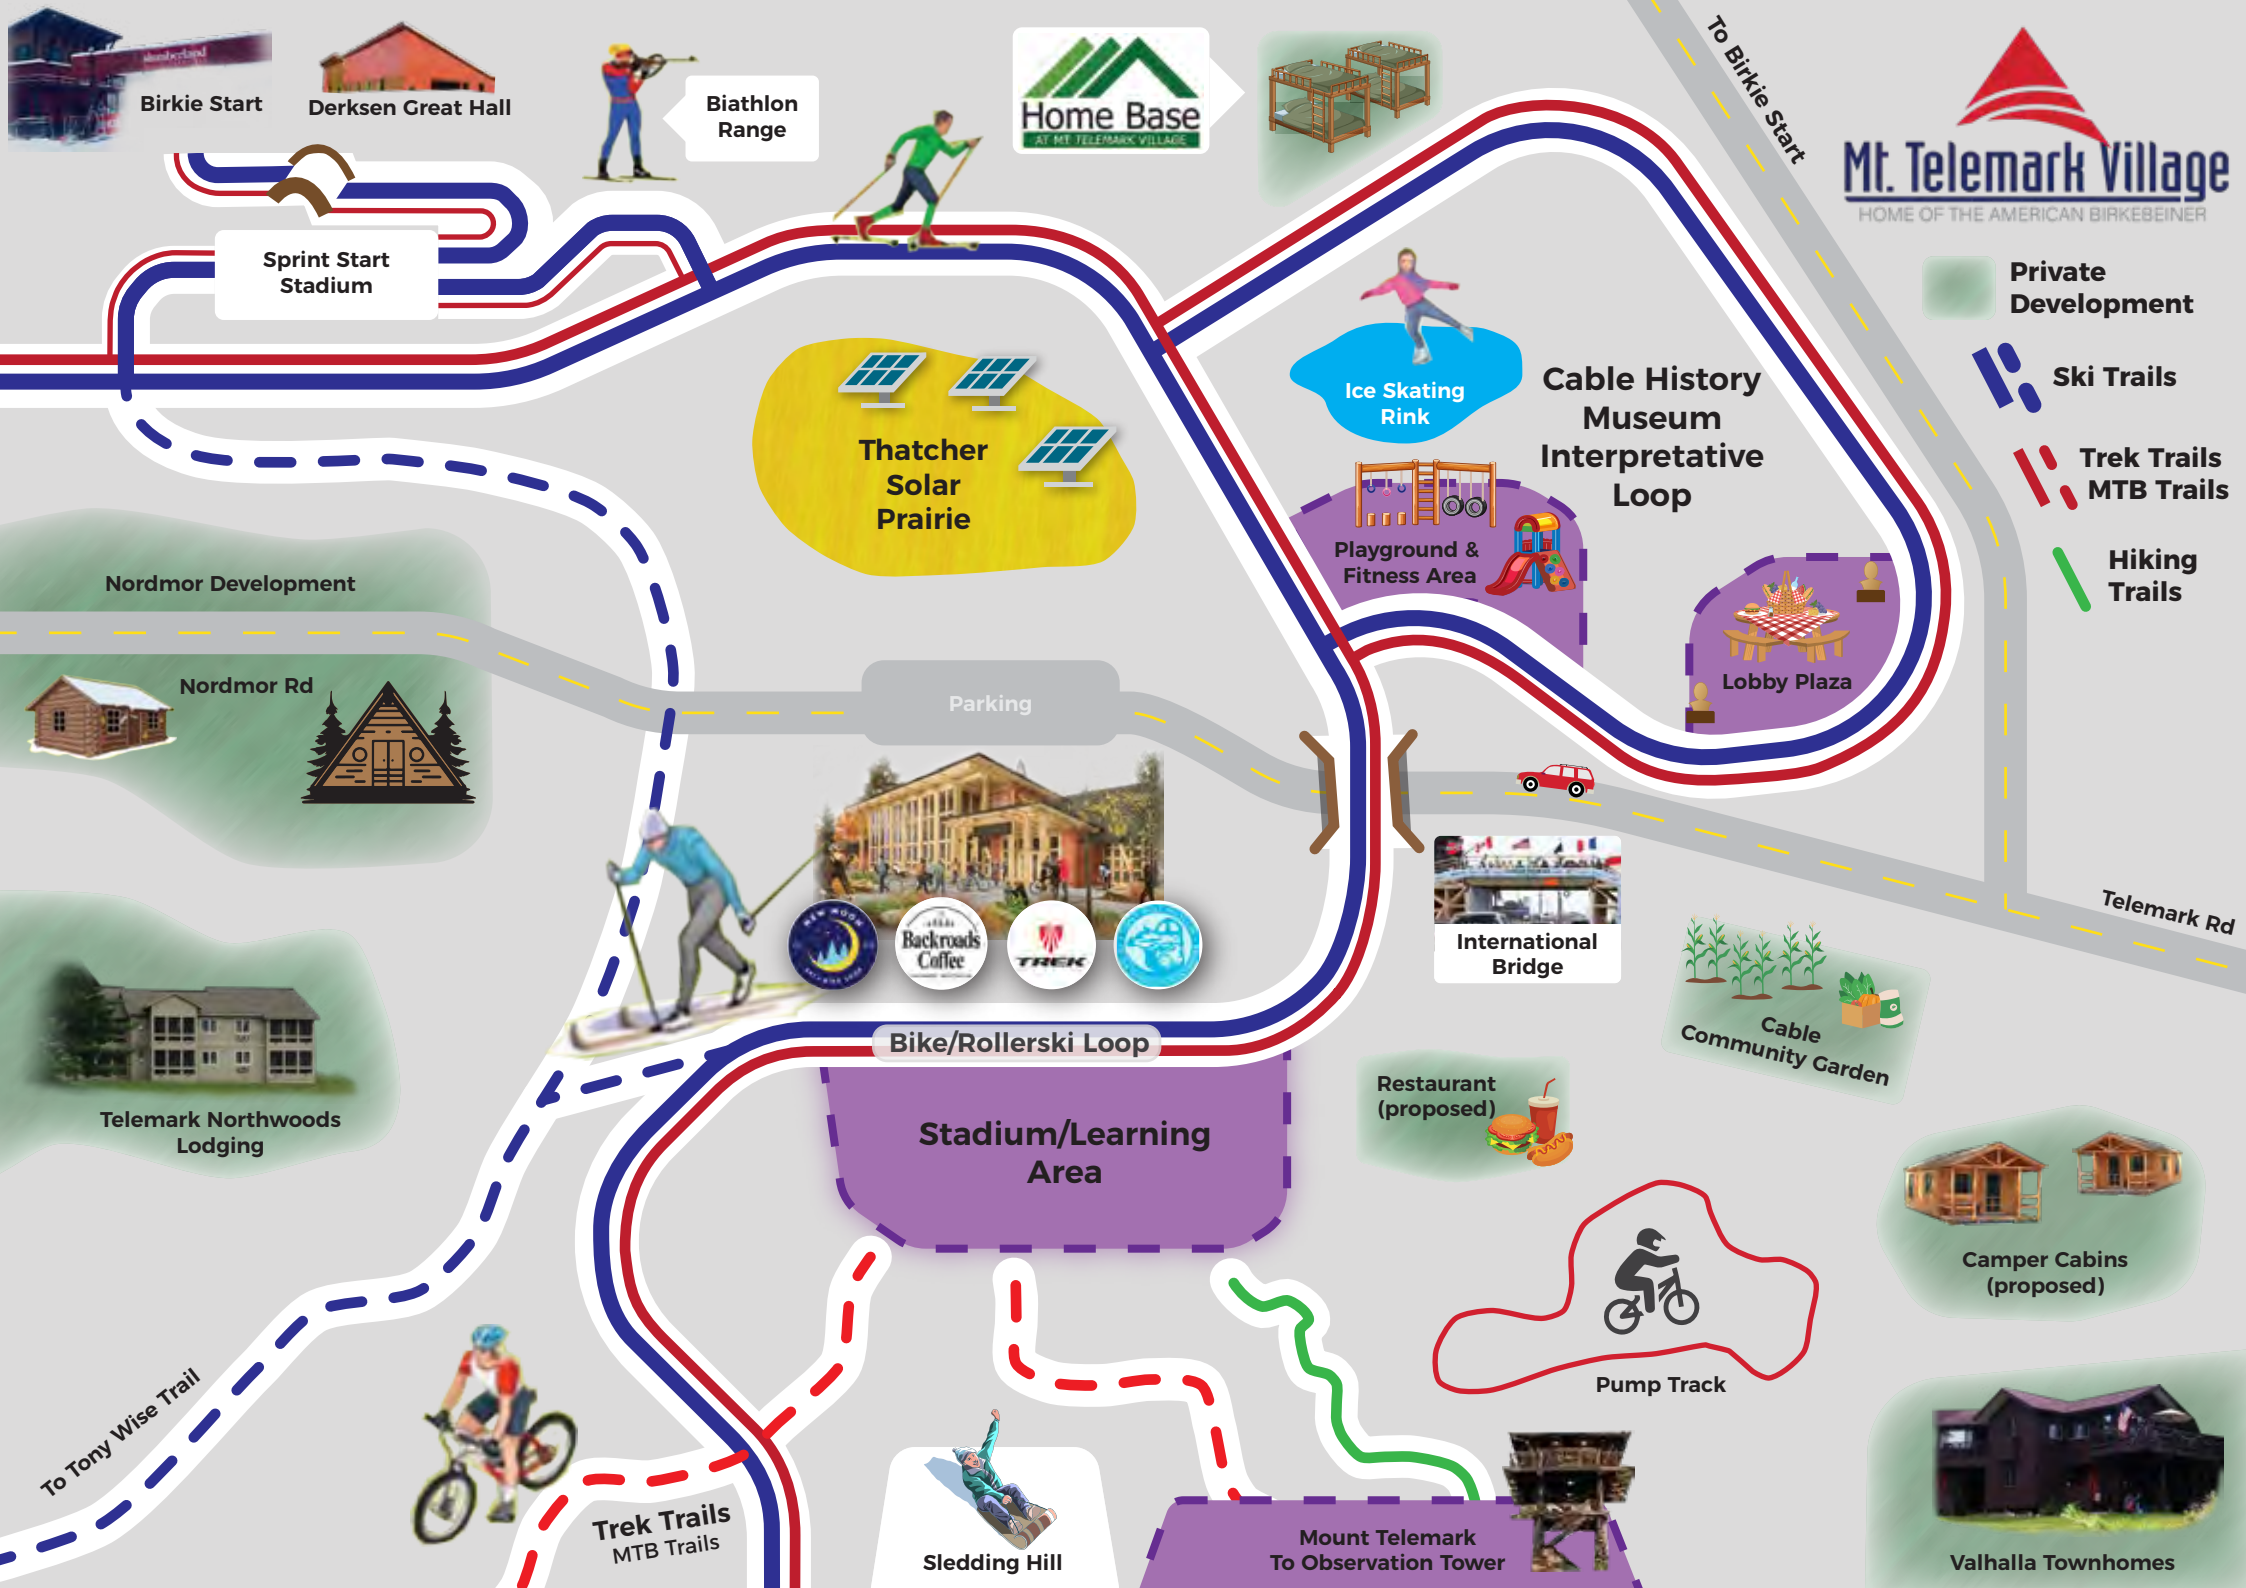 slumberland
Birkie Start
Derksen Great Hall
Biathlon
Range
Home Base
AT MT TELEMARK VILLAGE
To Birkie Start
Mt. Telemark Village
HOME OF THE AMERICAN BIRKEBEINER
Private
Development
Ski Trails
Trek Trails
MTB Trails
Hiking
Trails
Sprint Start
Stadium
Ice Skating
Rink
Cable History
Museum
Interpretative
Loop
Thatcher
Solar
Prairie
Playground &
Fitness Area
Lobby Plaza
Nordmor Development
Nordmor Rd
Parking
International
Bridge
Telemark Rd
NEW MOON
Backroads
Coffee
TREK
Bike/Rollerski Loop
Cable
Community Garden
Restaurant
(proposed)
Telemark Northwoods
Lodging
Stadium/Learning
Area
Camper Cabins
(proposed)
Pump Track
To Tony Wise Trail
Trek Trails
MTB Trails
Sledding Hill
Mount Telemark
To Observation Tower
Valhalla Townhomes